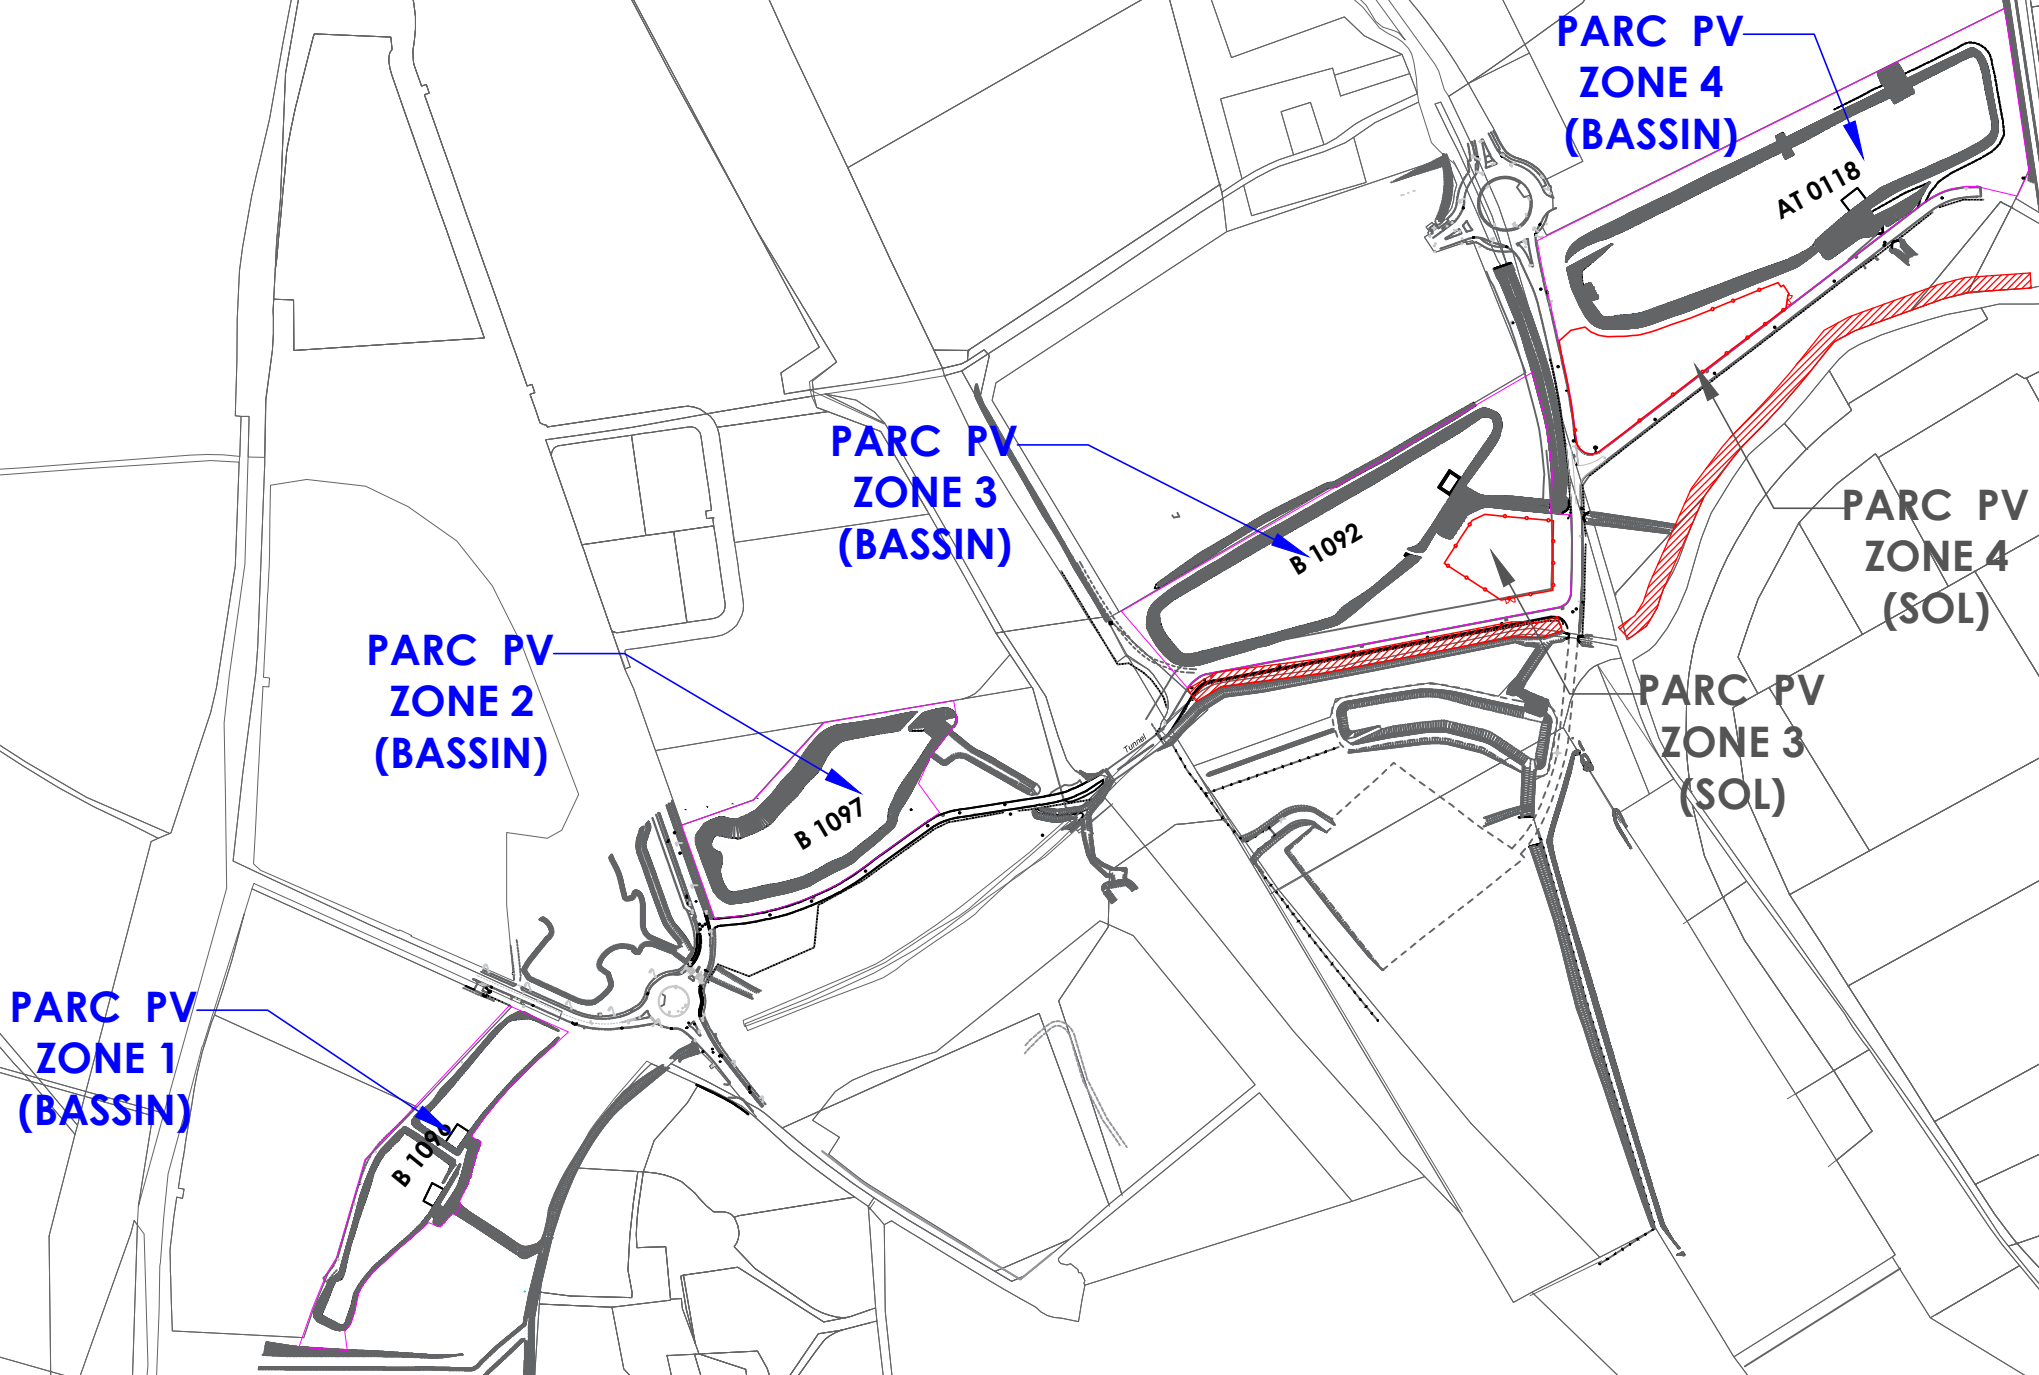 PARC PV
ZONE 4
(BASSIN)
AT 0118
PARC PV
ZONE 3
(BASSIN)
B 1092
PARC PV
ZONE 4
(SOL)
PARC PV
ZONE 2
(BASSIN)
B 1097
Tunnel
PARC PV
ZONE 3
(SOL)
PARC PV
ZONE 1
(BASSIN)
B 1096